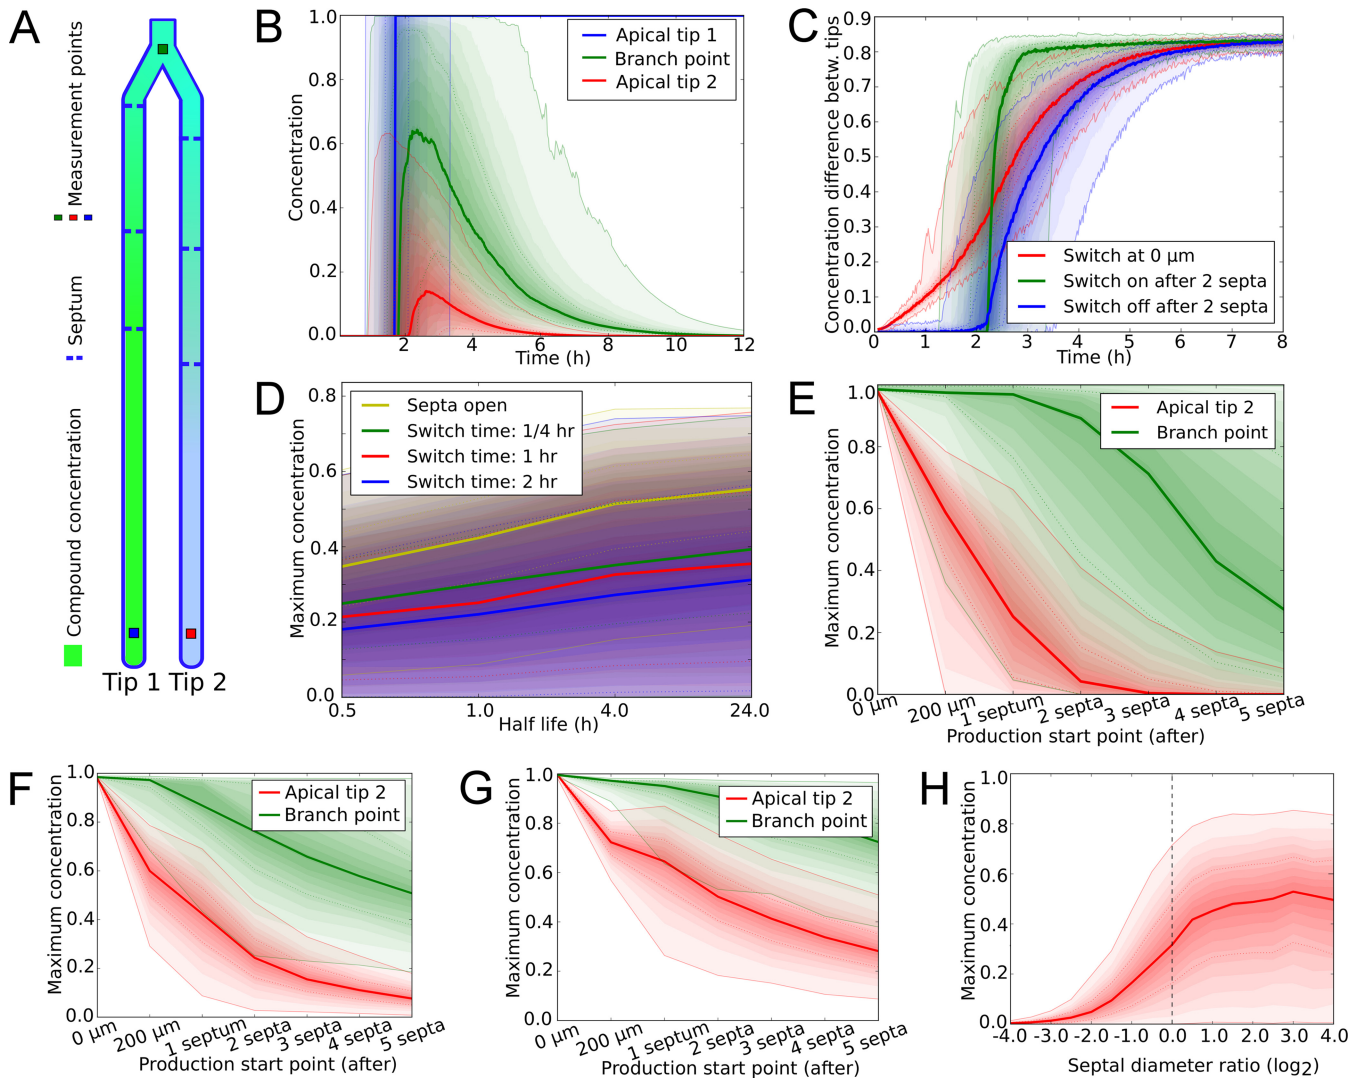 A
Measurement points
Septum
Compound concentration
Tip 1 Tip 2
B
1.0
0.8
0.6
0.4
0.2
0.0
Concentration
Apical tip 1
Branch point
Apical tip 2
2 4 6 8 10 12
Time (h)
C
0.9
0.8
0.7
0.6
0.5
0.4
0.3
0.2
0.1
0.0
Concentration difference betw. tips
Switch at 0 µm
Switch on after 2 septa
Switch off after 2 septa
0 1 2 3 4 5 6 7 8
Time (h)
D
0.8
0.6
0.4
0.2
0.0
Maximum concentration
Septa open
Switch time: 1/4 hr
Switch time: 1 hr
Switch time: 2 hr
0.5 1.0 4.0 24.0
Half life (h)
E
1.0
0.8
0.6
0.4
0.2
0.0
Maximum concentration
Apical tip 2
Branch point
0 µm 200 µm 1 septum 2 septa 3 septa 4 septa 5 septa
Production start point (after)
F
1.0
0.8
0.6
0.4
0.2
0.0
Maximum concentration
Apical tip 2
Branch point
0 µm 200 µm 1 septum 2 septa 3 septa 4 septa 5 septa
Production start point (after)
G
1.0
0.8
0.6
0.4
0.2
0.0
Maximum concentration
Apical tip 2
Branch point
0 µm 200 µm 1 septum 2 septa 3 septa 4 septa 5 septa
Production start point (after)
H
1.0
0.8
0.6
0.4
0.2
0.0
Maximum concentration
-4.0 -3.0 -2.0 -1.0 0.0 1.0 2.0 3.0 4.0
Septal diameter ratio (log2)